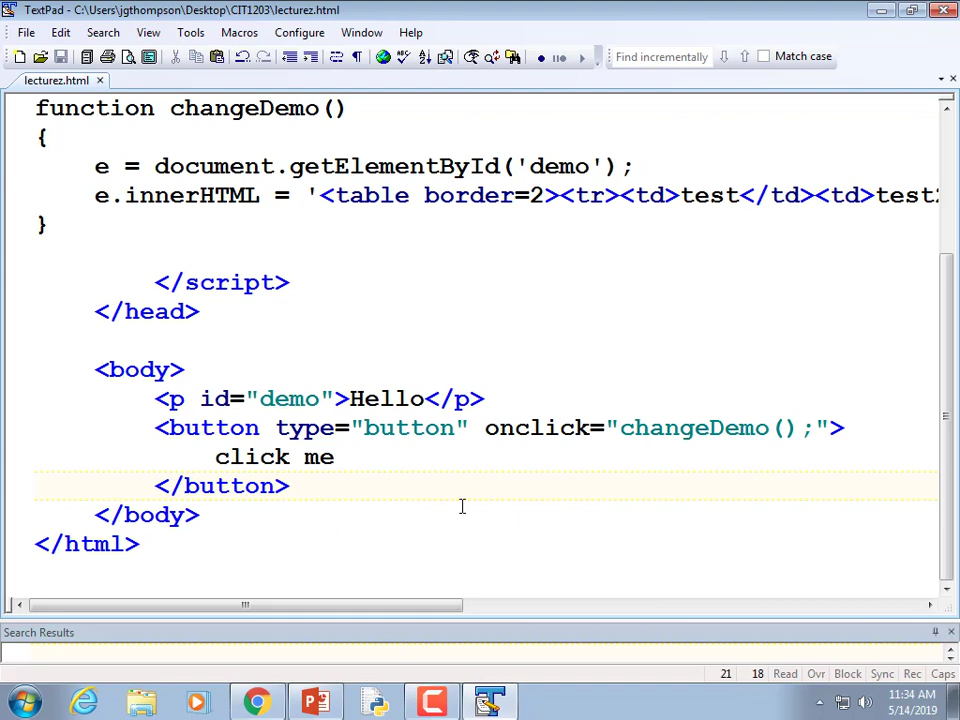 TextPad - C:\Users\jgthompson\Desktop\CIT1203\lecturez.html
File Edit Search View Tools Macros Configure Window Help
Find incrementally Match case
lecturez.html
function changeDemo()
{
e = document.getElementById('demo');
e.innerHTML = '<table border=2><tr><td>test</td><td>test2
}
</script>
</head>
<body>
<p id="demo">Hello</p>
<button type="button" onclick="changeDemo();">
click me
</button>
</body>
</html>
Search Results
21 18 Read Ovr Block Sync Rec Caps
11:34 AM
5/14/2019